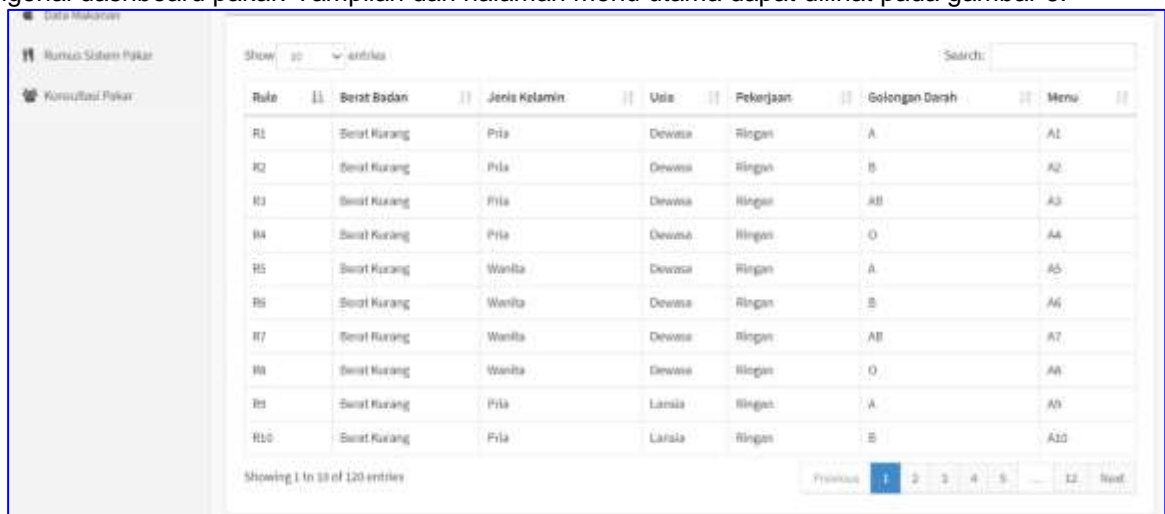 Data Makanan
Rumus Sistem Pakar
Konsultasi Pakar
Show 10 entries
Search:
Rule Berat Badan Jenis Kelamin Usia Pekerjaan Golongan Darah Menu
R1 Berat Kurang Pria Dewasa Ringan A A1
R2 Berat Kurang Pria Dewasa Ringan B A2
R3 Berat Kurang Pria Dewasa Ringan AB A3
R4 Berat Kurang Pria Dewasa Ringan O A4
R5 Berat Kurang Wanita Dewasa Ringan A A5
R6 Berat Kurang Wanita Dewasa Ringan B A6
R7 Berat Kurang Wanita Dewasa Ringan AB A7
R8 Berat Kurang Wanita Dewasa Ringan O A8
R9 Berat Kurang Pria Lansia Ringan A A9
R10 Berat Kurang Pria Lansia Ringan B A10
Showing 1 to 10 of 120 entries
Previous 1 2 3 4 5 ... 12 Next